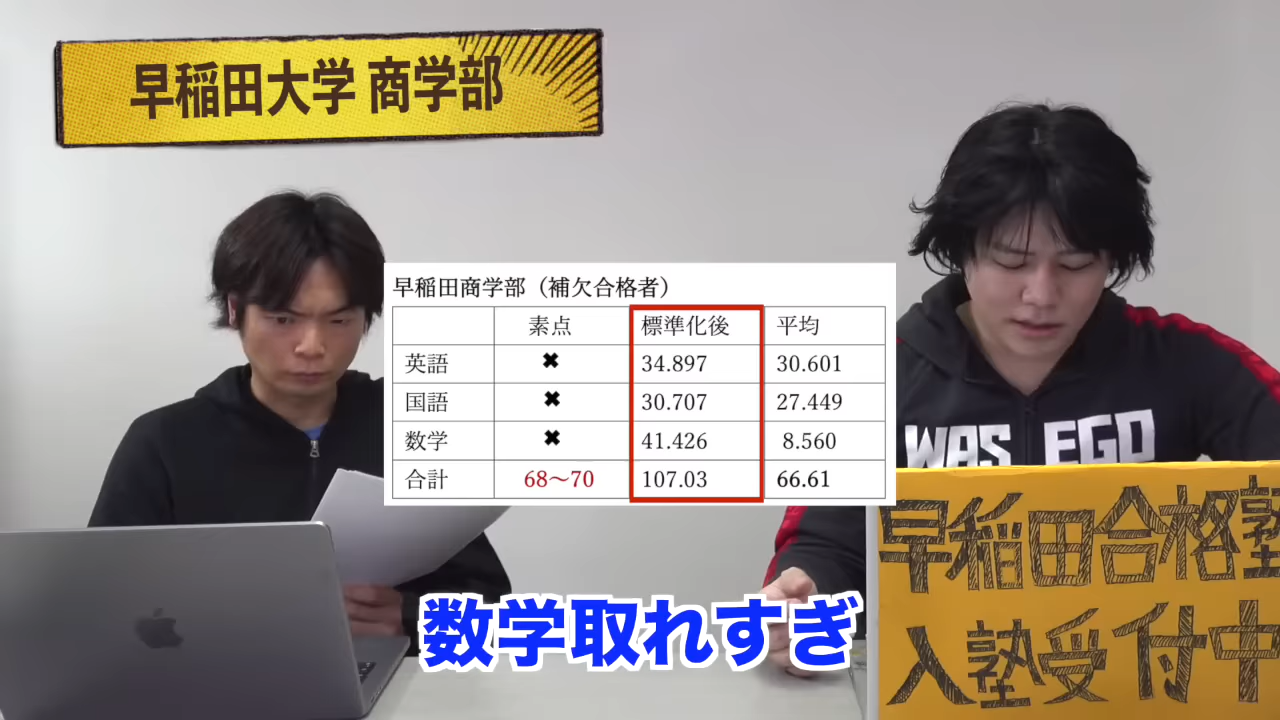 早稲田大学 商学部
早稲田商学部（補欠合格者）
素点 標準化後 平均
英語 ✖ 34.897 30.601
国語 ✖ 30.707 27.449
数学 ✖ 41.426 8.560
合計 68〜70 107.03 66.61
WAS EGO
早稲田合格塾
入塾受付中
数学取れすぎ